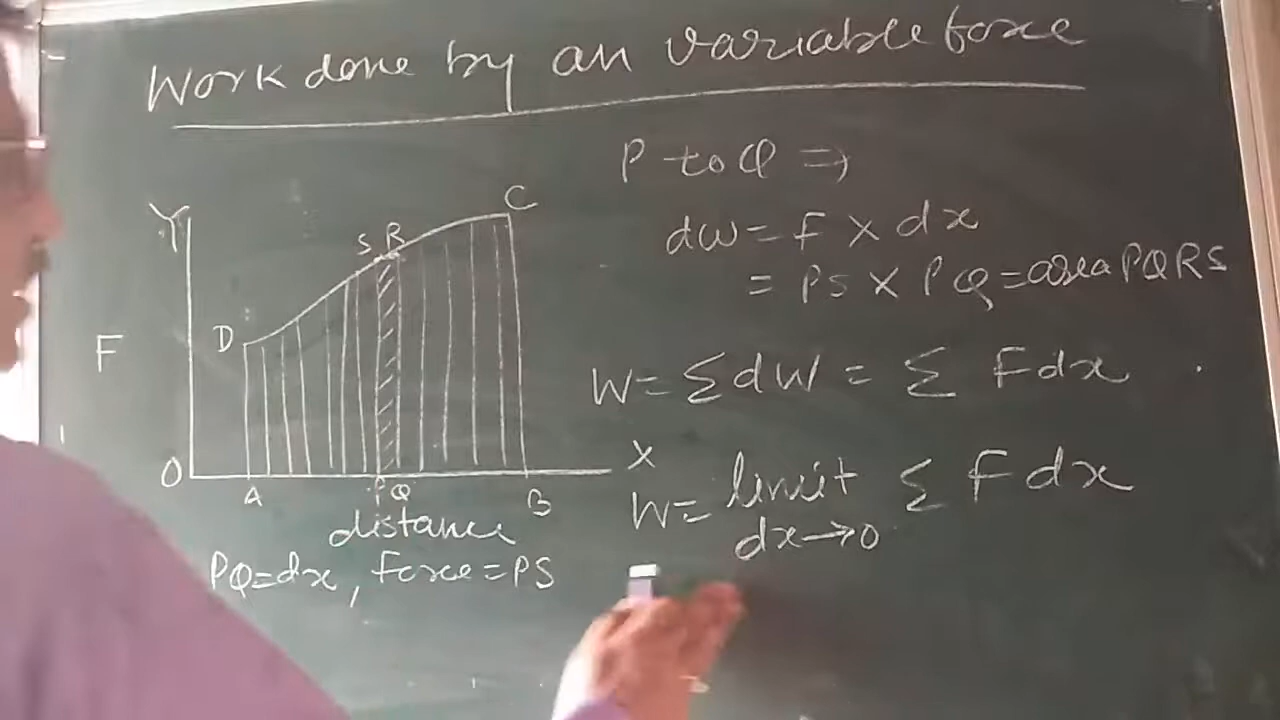 Work done by an variable force
P to Q ⇒
dw = F × dx
= PS × PQ = area PQRS
W = Σ dW = Σ F dx
W = limit Σ F dx
dx→0
Y
C
S R
D
F
O
A
P Q
B
X
distance
PQ = dx, Force = PS